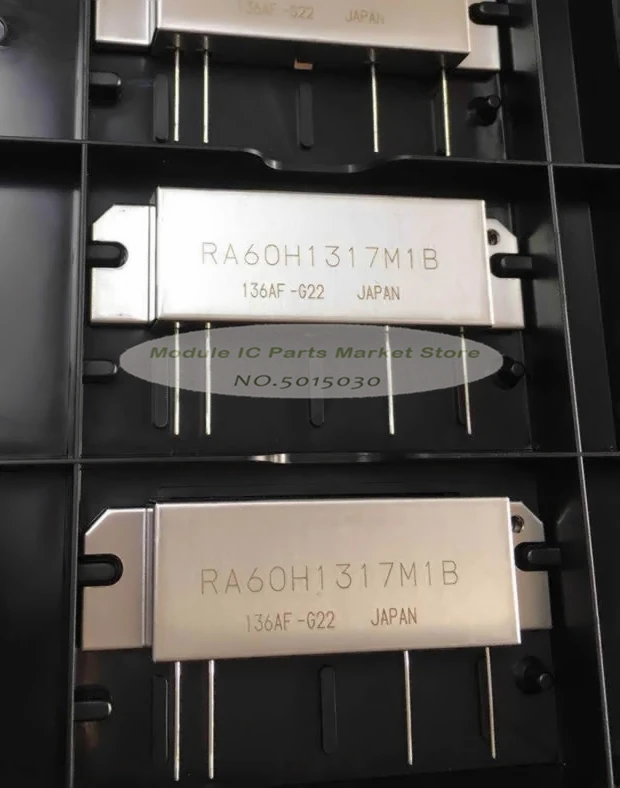 136AF-G22 JAPAN
RA60H1317M1B
136AF-G22 JAPAN
Module IC Parts Market Store
NO.5015030
RA60H1317M1B
136AF-G22 JAPAN